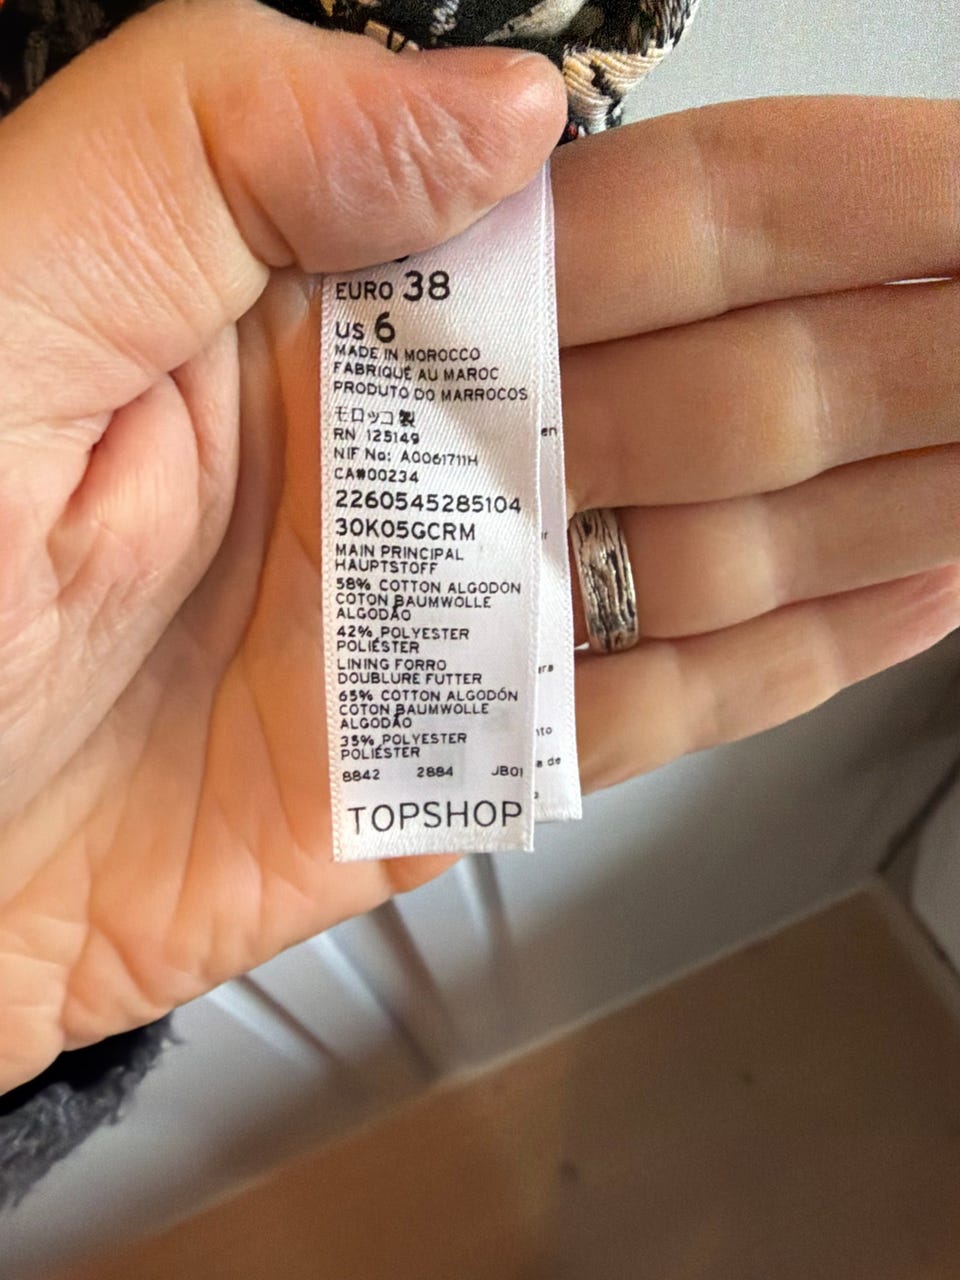 EURO 38
US 6
MADE IN MOROCCO
FABRIQUÉ AU MAROC
PRODUTO DO MARROCOS
モロッコ製
RN 125149
NIF No: A0061711H
CA#00234
2260545285104
30K05GCRM
MAIN PRINCIPAL
HAUPTSTOFF
58% COTTON ALGODÓN
COTON BAUMWOLLE
ALGODÃO
42% POLYESTER
POLIÉSTER
LINING FORRO
DOUBLURE FUTTER
65% COTTON ALGODÓN
COTON BAUMWOLLE
ALGODÃO
35% POLYESTER
POLIÉSTER
8842 2884 JB01
TOPSHOP
en
de